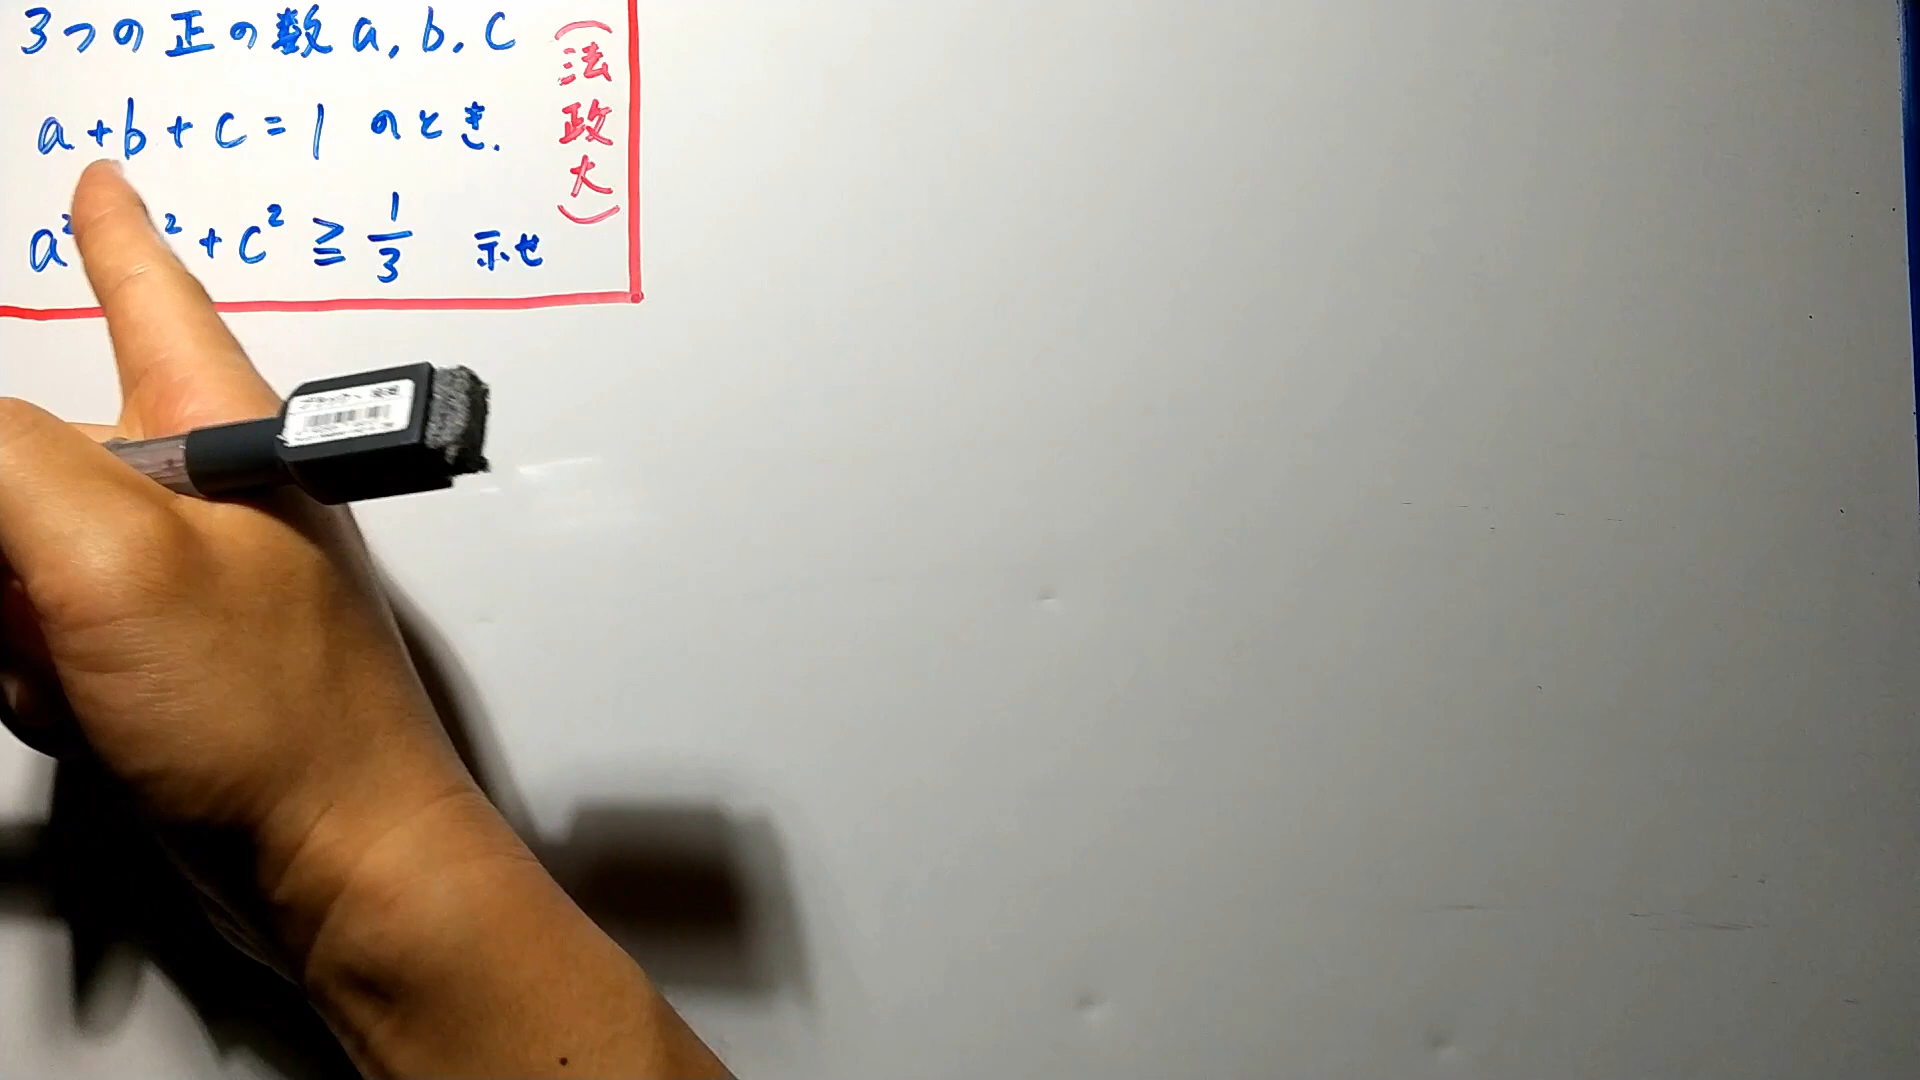 3つの正の数 a, b, c
a+b+c=1 のとき.
a² ² +c² ≧ 1/3 示せ
(法政大)